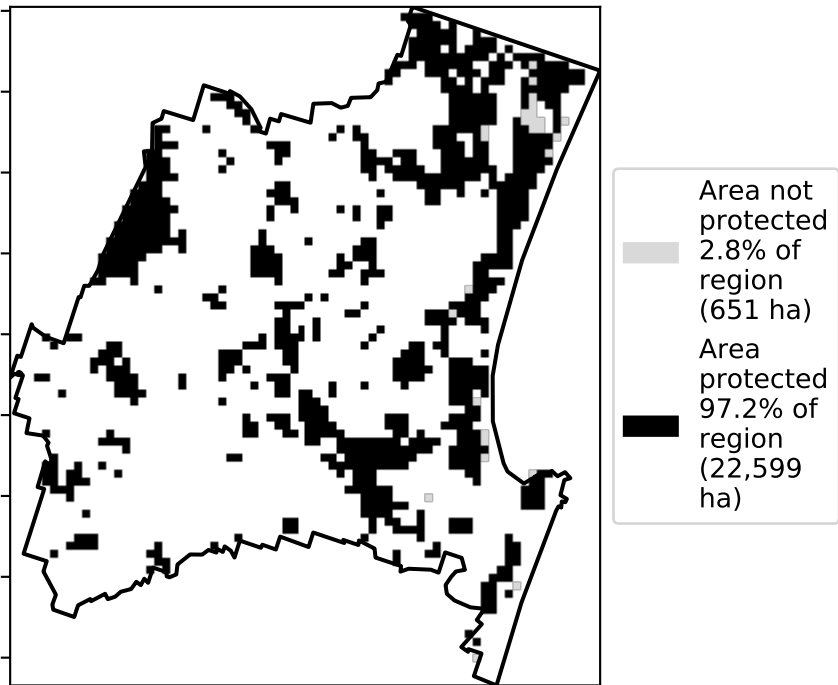 Area not
protected
2.8% of
region
(651 ha)
Area
protected
97.2% of
region
(22,599
ha)